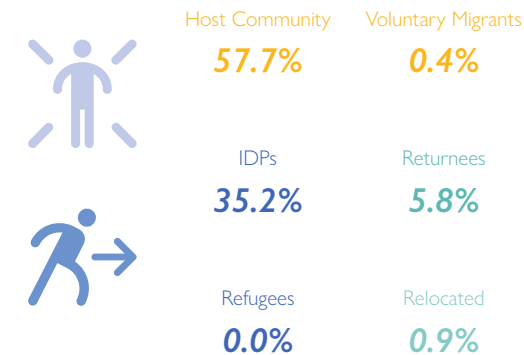 Host Community
Voluntary Migrants
57.7%
0.4%
IDPs
Returnees
35.2%
5.8%
Refugees
Relocated
0.0%
0.9%